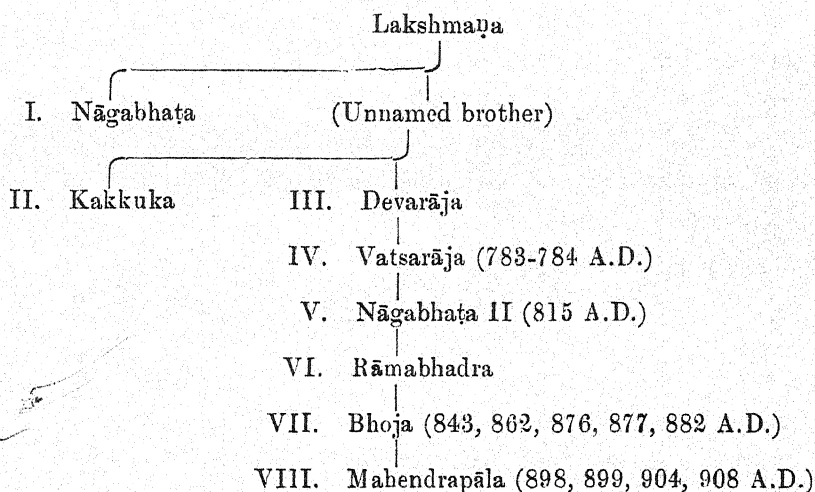 Lakshmaṇa
I. Nāgabhaṭa (Unnamed brother)
II. Kakkuka III. Devarāja
IV. Vatsarāja (783-784 A.D.)
V. Nāgabhaṭa II (815 A.D.)
VI. Rāmabhadra
VII. Bhoja (843, 862, 876, 877, 882 A.D.)
VIII. Mahendrapāla (898, 899, 904, 908 A.D.)